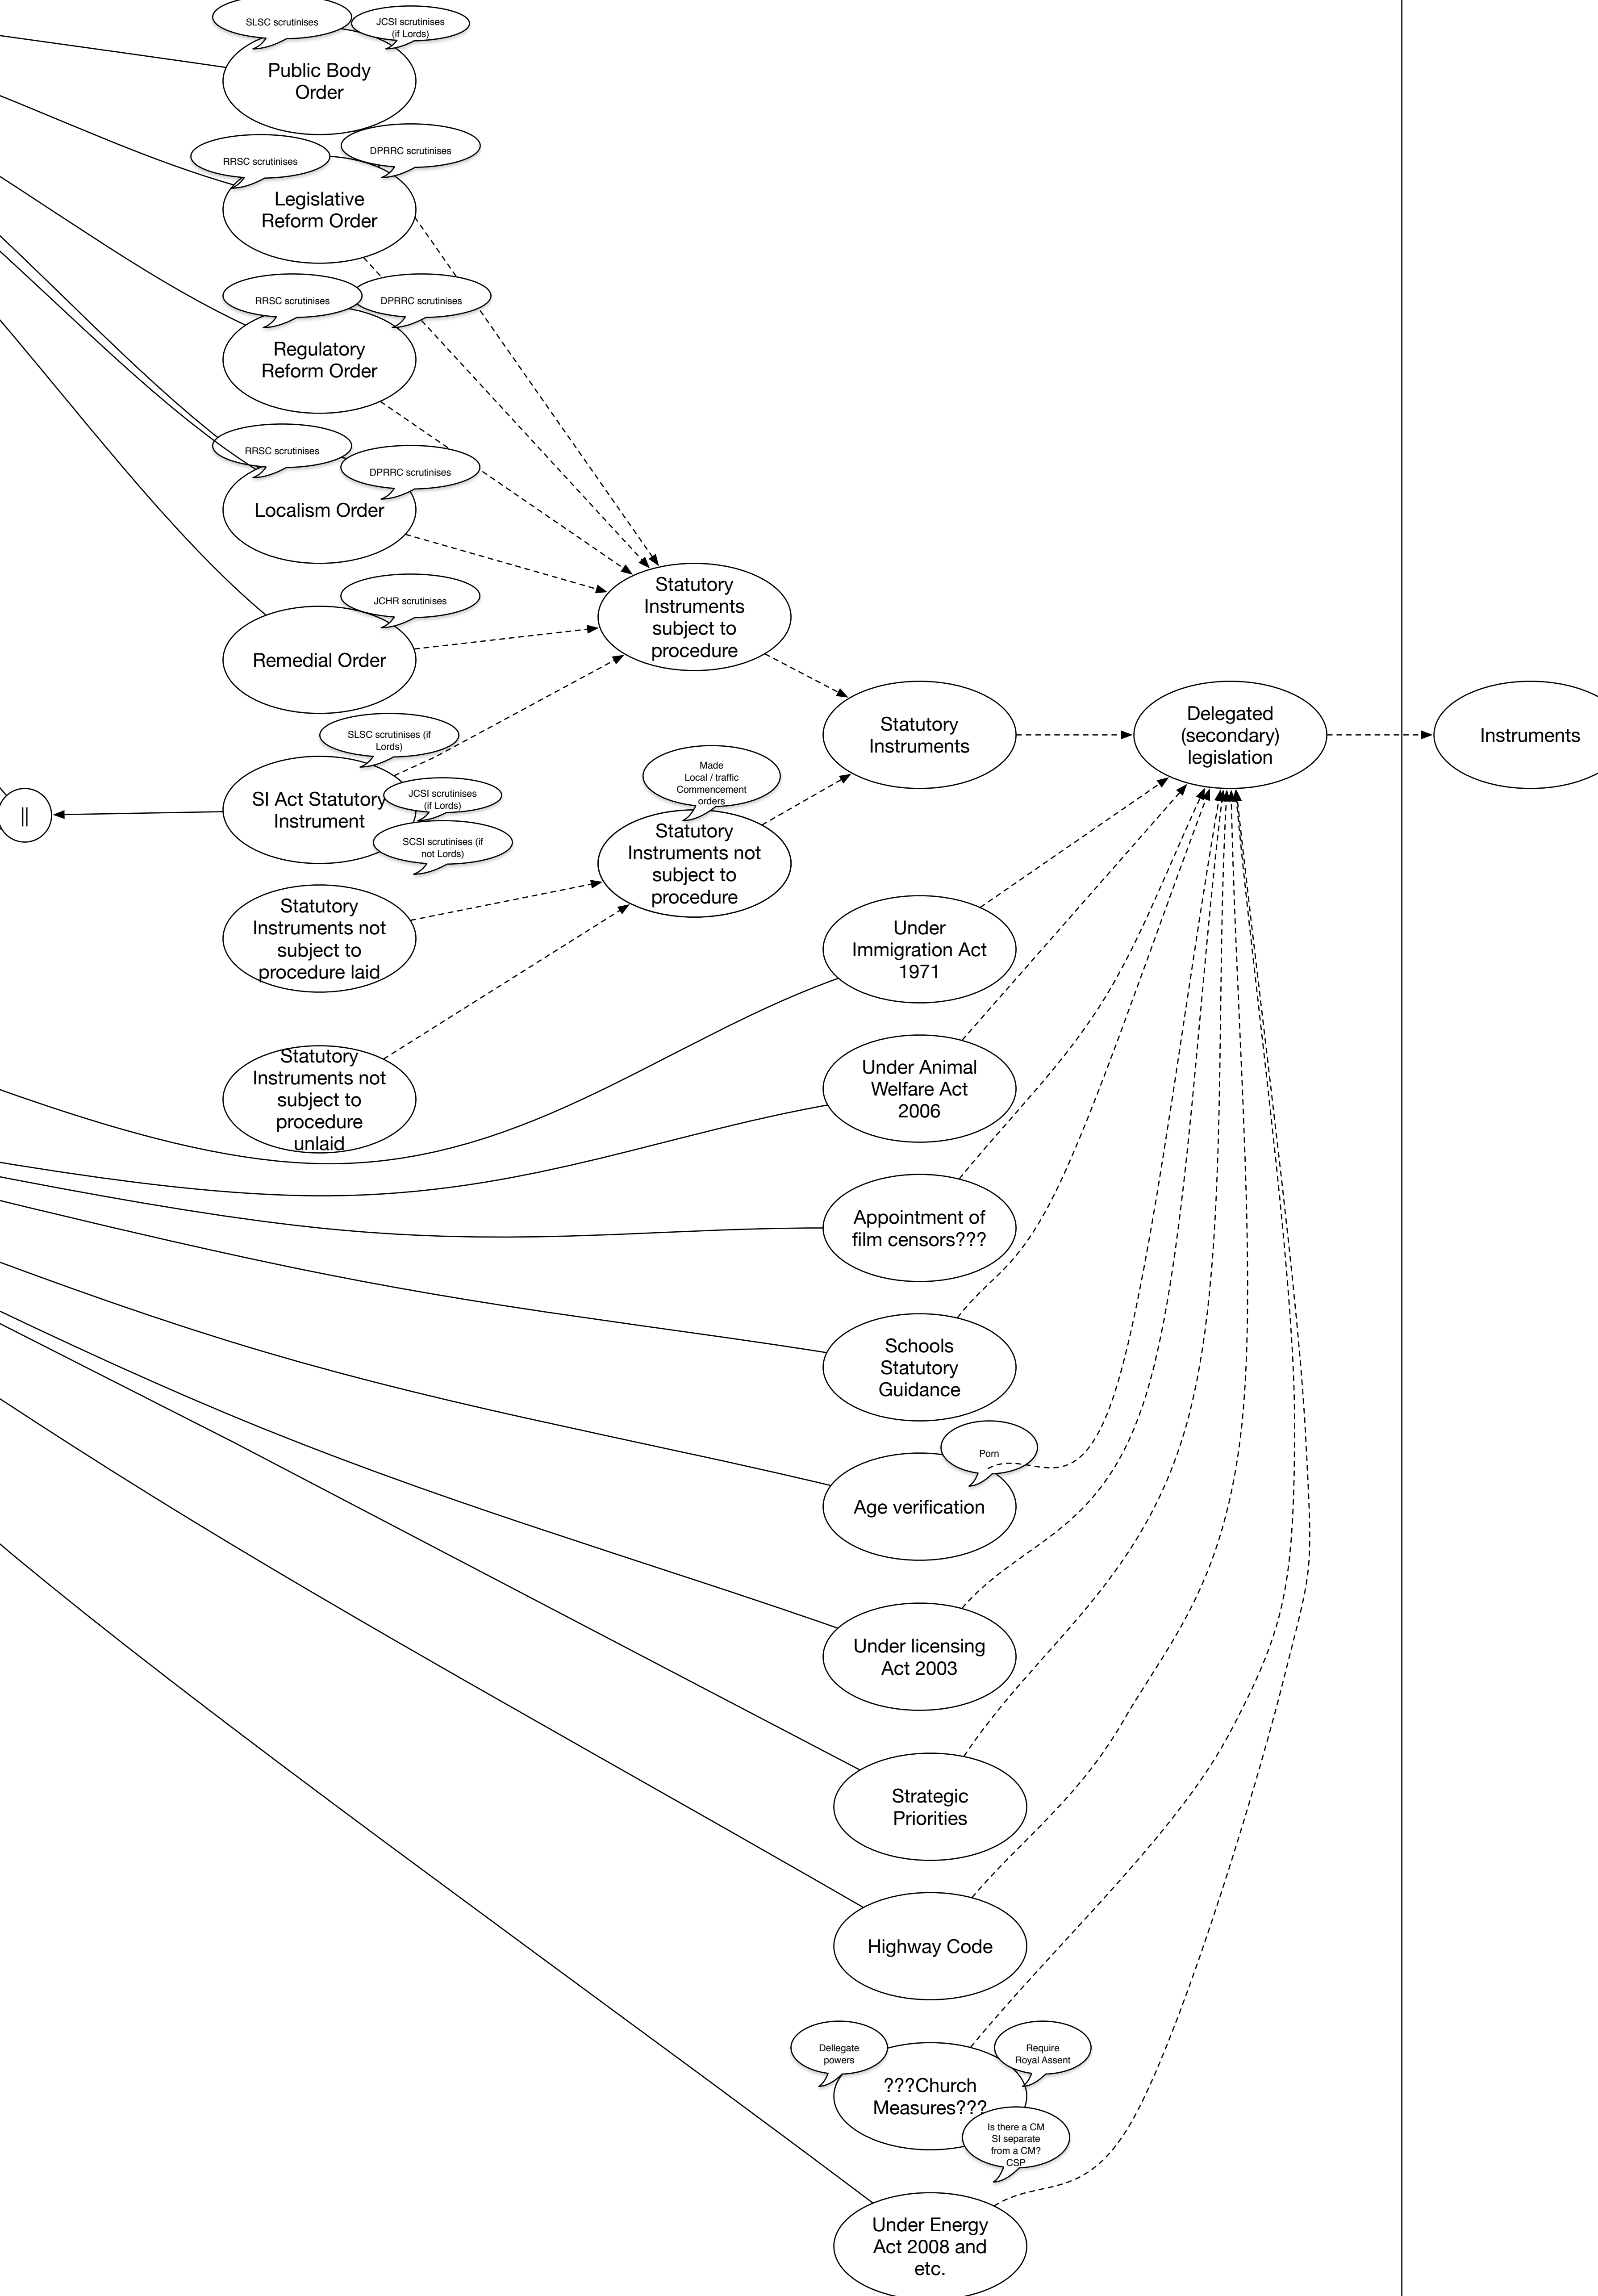 SLSC scrutinises
JCSI scrutinises
(if Lords)
Public Body
Order
RRSC scrutinises
DPRRC scrutinises
Legislative
Reform Order
RRSC scrutinises
DPRRC scrutinises
Regulatory
Reform Order
RRSC scrutinises
DPRRC scrutinises
Localism Order
JCHR scrutinises
Remedial Order
Statutory
Instruments
subject to
procedure
SLSC scrutinises (if
Lords)
SI Act Statutory
Instrument
JCSI scrutinises
(if Lords)
SCSI scrutinises (if
not Lords)
Made
Local / traffic
Commencement
orders
Statutory
Instruments not
subject to
procedure
Statutory
Instruments
Delegated
(secondary)
legislation
Instruments
||
Statutory
Instruments not
subject to
procedure laid
Statutory
Instruments not
subject to
procedure
unlaid
Under
Immigration Act
1971
Under Animal
Welfare Act
2006
Appointment of
film censors???
Schools
Statutory
Guidance
Porn
Age verification
Under licensing
Act 2003
Strategic
Priorities
Highway Code
Dellegate
powers
Require
Royal Assent
???Church
Measures???
Is there a CM
SI separate
from a CM?
CSP
Under Energy
Act 2008 and
etc.